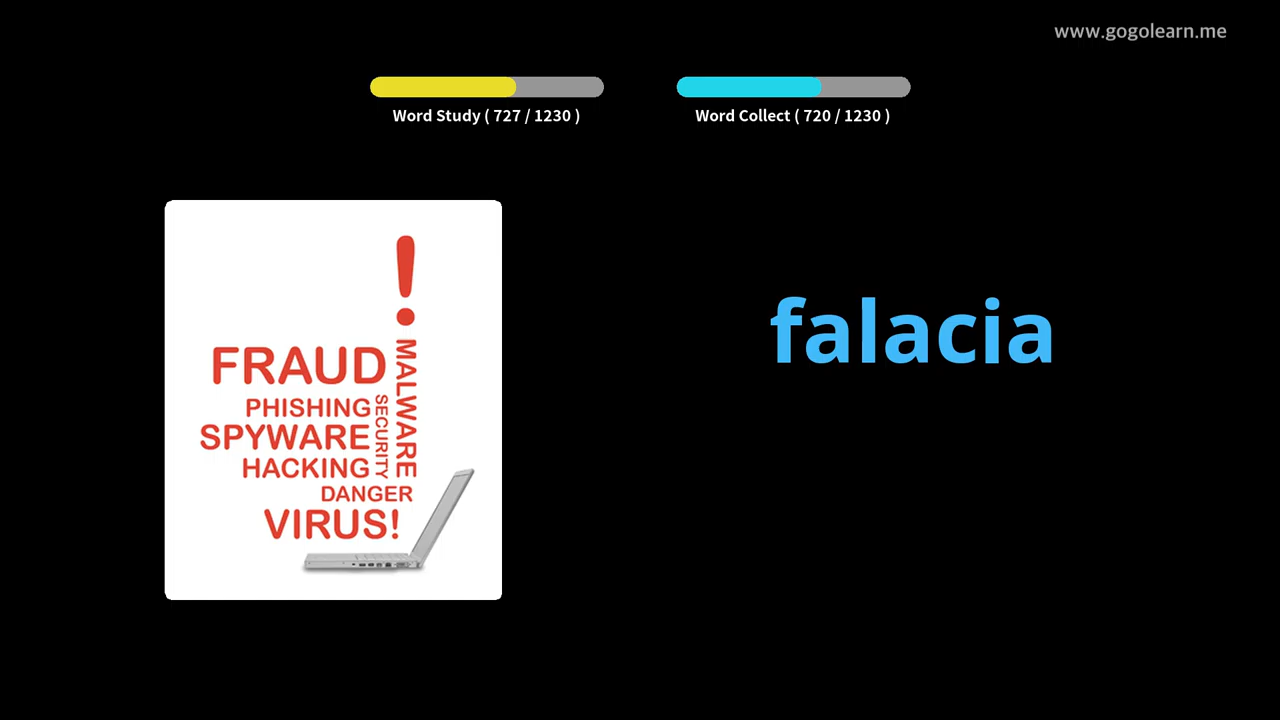 www.gogolearn.me
Word Study ( 727 / 1230 )
Word Collect ( 720 / 1230 )
!
FRAUD
MALWARE
PHISHING
SECURITY
SPYWARE
HACKING
DANGER
VIRUS!
falacia